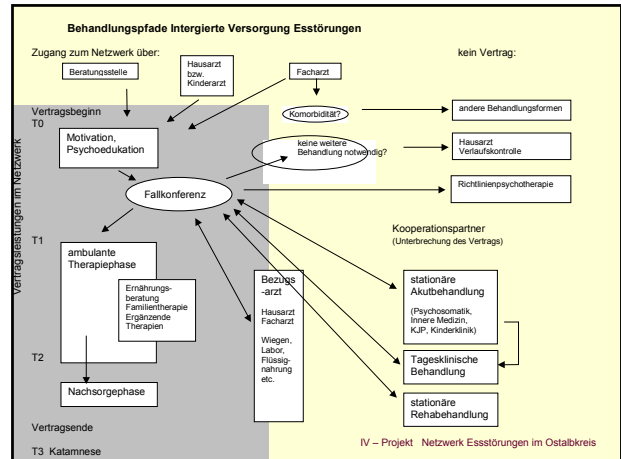 Behandlungspfade Intergierte Versorgung Esstörungen
Zugang zum Netzwerk über:
kein Vertrag:
Beratungsstelle
Hausarzt
bzw.
Kinderarzt
Facharzt
Vertragsbeginn
T0
Komorbidität?
andere Behandlungsformen
Motivation,
Psychoedukation
keine weitere
Behandlung notwendig?
Hausarzt
Verlaufskontrolle
Fallkonferenz
Richtlinienpsychotherapie
Vertragsleistungen im Netzwerk
Kooperationspartner
(Unterbrechung des Vertrags)
T1
ambulante
Therapiephase
Ernährungs-
beratung
Familientherapie
Ergänzende
Therapien
Bezugs
-arzt
Hausarzt
Facharzt
Wiegen,
Labor,
Flüssig-
nahrung
etc.
stationäre
Akutbehandlung
(Psychosomatik,
Innere Medizin,
KJP, Kinderklinik)
T2
Tagesklinische
Behandlung
Nachsorgephase
stationäre
Rehabehandlung
Vertragsende
T3 Katamnese
IV – Projekt Netzwerk Essstörungen im Ostalbkreis